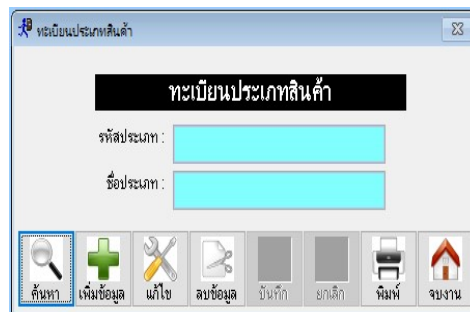 ทะเบียนประเภทสินค้า
ทะเบียนประเภทสินค้า
รหัสประเภท :
ชื่อประเภท :
ค้นหา เพิ่มข้อมูล แก้ไข ลบข้อมูล บันทึก ยกเลิก พิมพ์ จบงาน